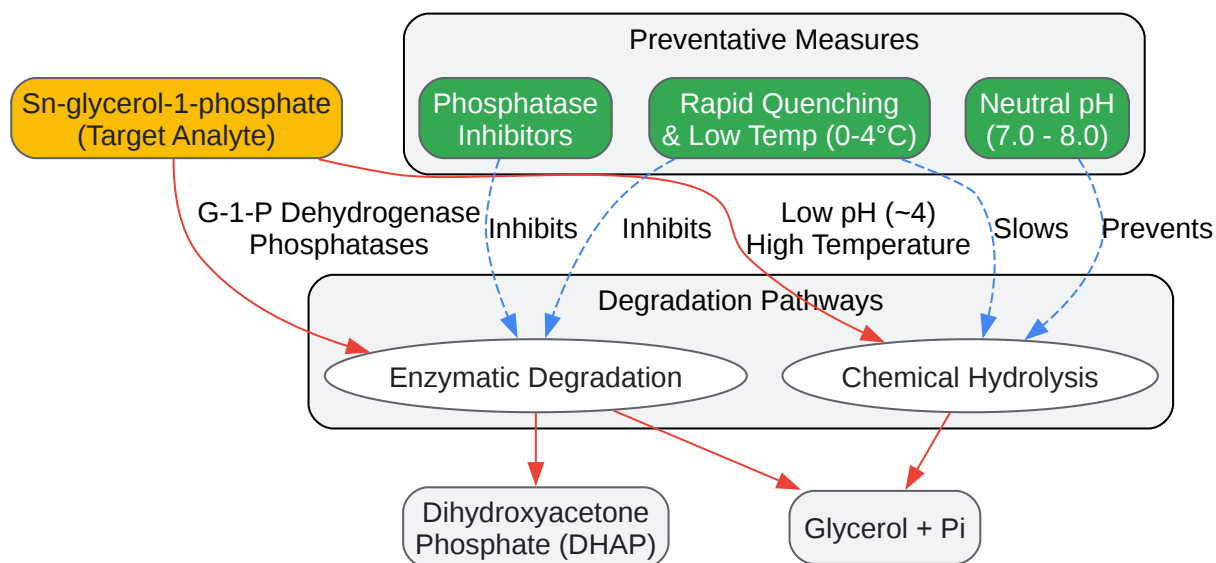 Preventative Measures
Sn-glycerol-1-phosphate
(Target Analyte)
Phosphatase
Inhibitors
Rapid Quenching
& Low Temp (0-4°C)
Neutral pH
(7.0 - 8.0)
G-1-P Dehydrogenase
Phosphatases
Inhibits
Inhibits
Low pH (~4)
High Temperature
Slows
Prevents
Degradation Pathways
Enzymatic Degradation
Chemical Hydrolysis
Dihydroxyacetone
Phosphate (DHAP)
Glycerol + Pi